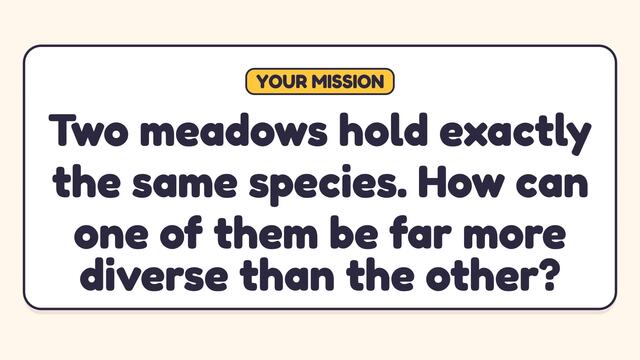 YOUR MISSION
Two meadows hold exactly
the same species. How can
one of them be far more
diverse than the other?